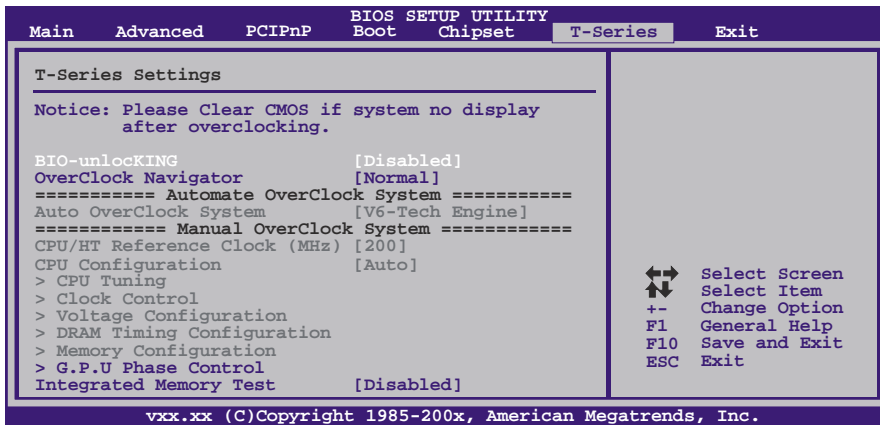 BIOS SETUP UTILITY
Main Advanced PCIPnP Boot Chipset T-Series Exit
T-Series Settings
Notice: Please Clear CMOS if system no display
after overclocking.
BIO-unlocKING [Disabled]
OverClock Navigator [Normal]
=========== Automate OverClock System ===========
Auto OverClock System [V6-Tech Engine]
============ Manual OverClock System ============
CPU/HT Reference Clock (MHz) [200]
CPU Configuration [Auto]
> CPU Tuning
> Clock Control
> Voltage Configuration
> DRAM Timing Configuration
> Memory Configuration
> G.P.U Phase Control
Integrated Memory Test [Disabled]
Select Screen
Select Item
+- Change Option
F1 General Help
F10 Save and Exit
ESC Exit
vxx.xx (C)Copyright 1985-200x, American Megatrends, Inc.